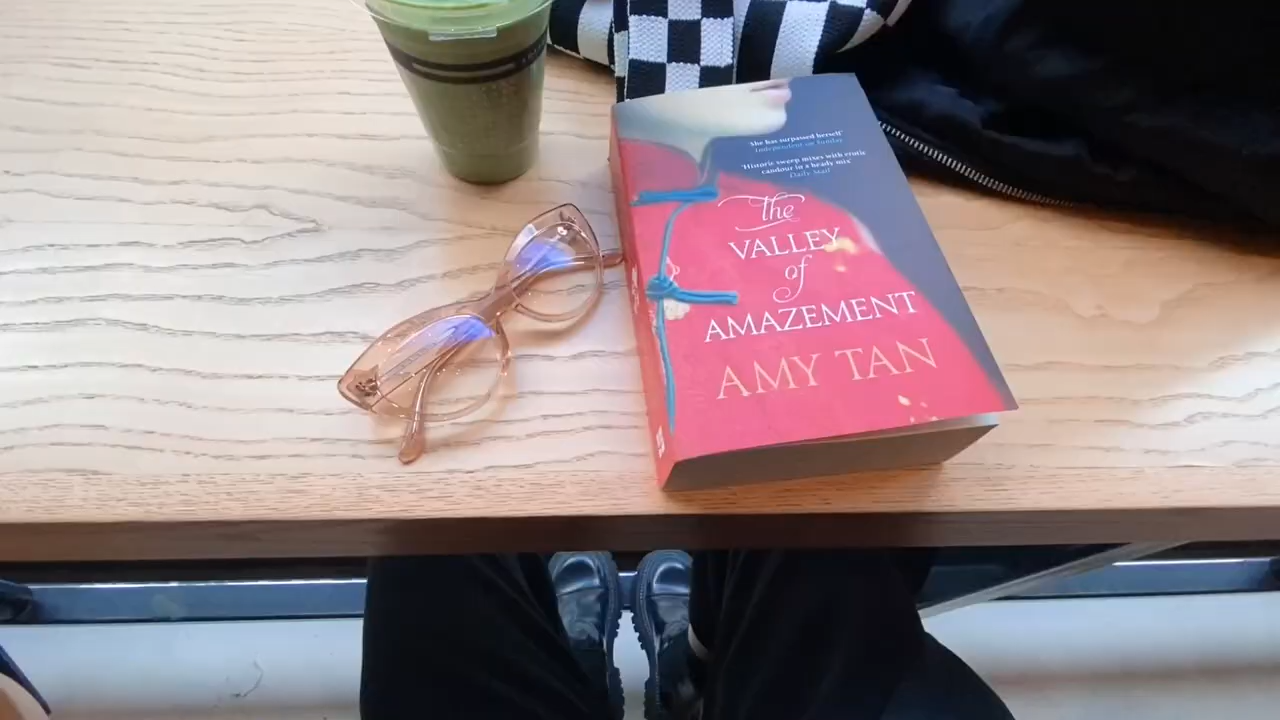 'She has surpassed herself'
Independent on Sunday
'Historic sweep mixes with erotic
candour in a heady mix'
Daily Mail
the
VALLEY
of
AMAZEMENT
AMY TAN